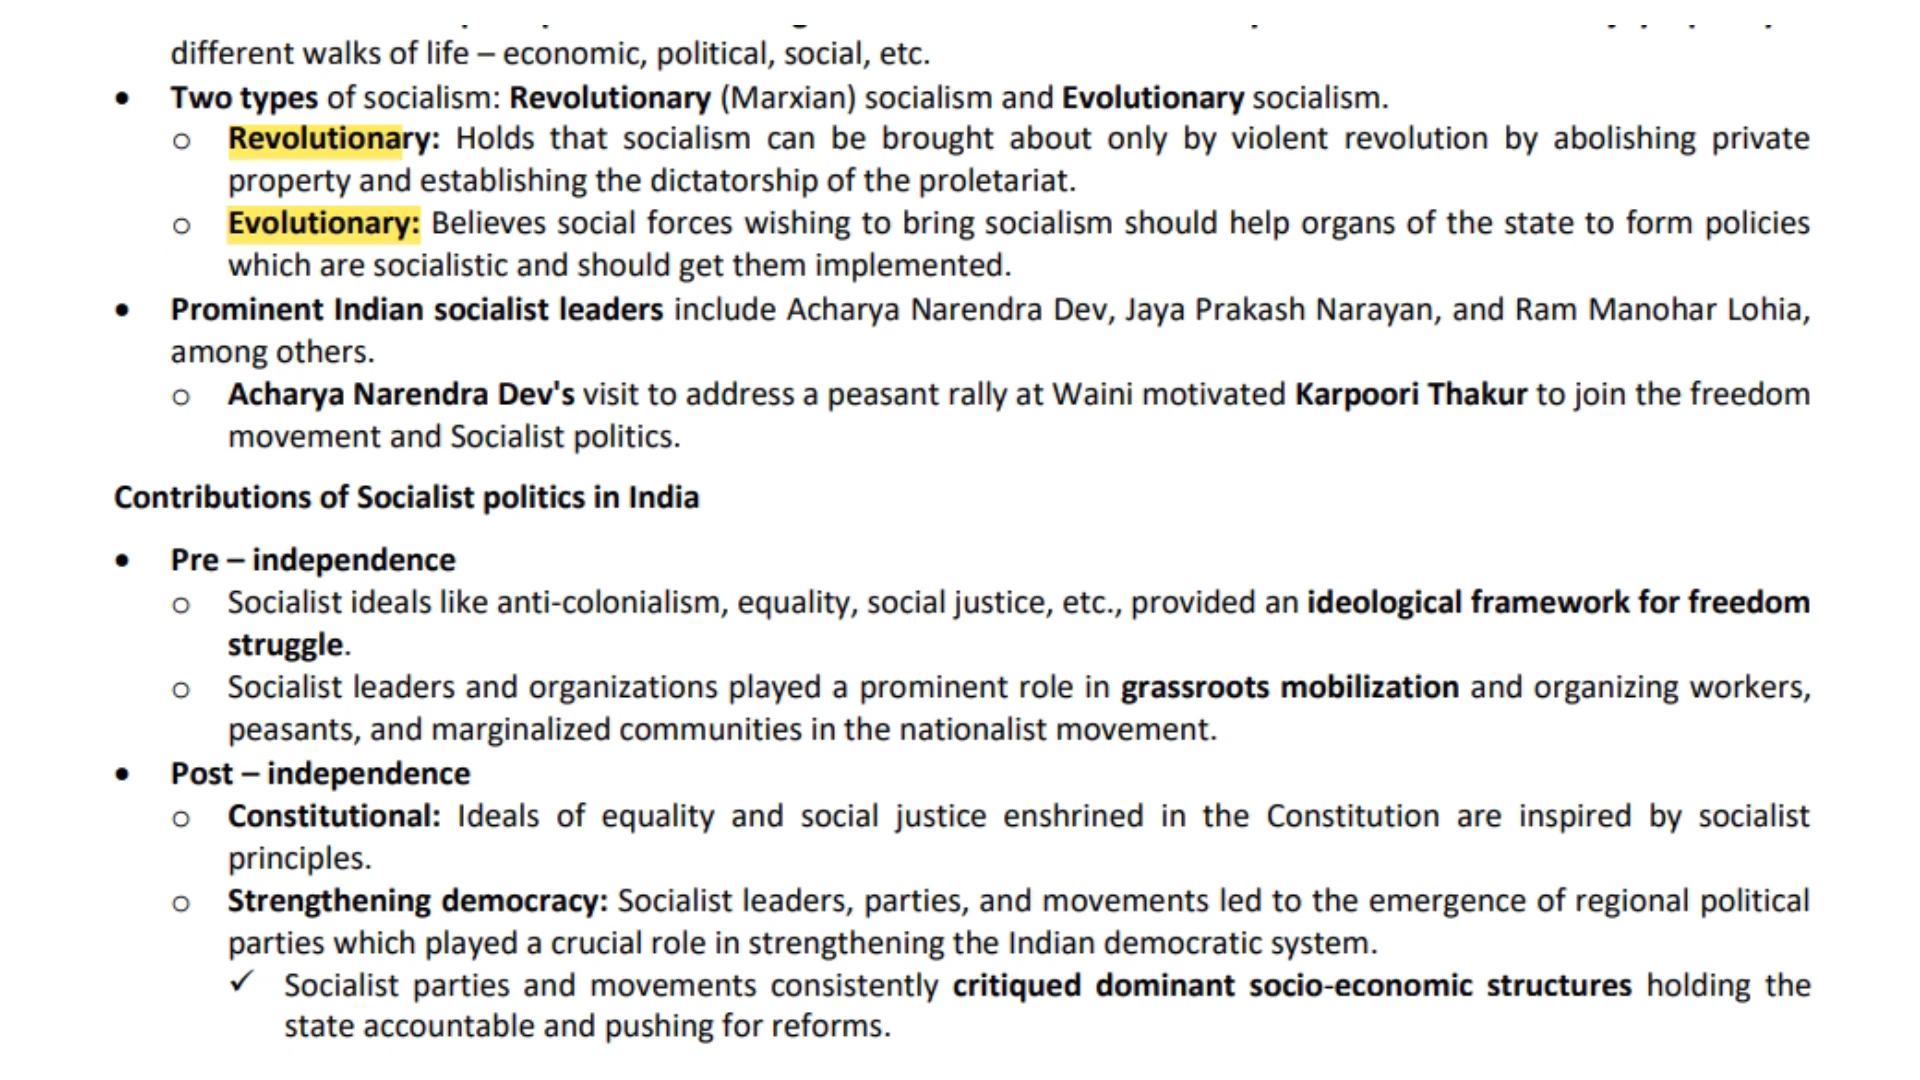 different walks of life – economic, political, social, etc.
• Two types of socialism: Revolutionary (Marxian) socialism and Evolutionary socialism.
o Revolutionary: Holds that socialism can be brought about only by violent revolution by abolishing private
property and establishing the dictatorship of the proletariat.
o Evolutionary: Believes social forces wishing to bring socialism should help organs of the state to form policies
which are socialistic and should get them implemented.
• Prominent Indian socialist leaders include Acharya Narendra Dev, Jaya Prakash Narayan, and Ram Manohar Lohia,
among others.
o Acharya Narendra Dev's visit to address a peasant rally at Waini motivated Karpoori Thakur to join the freedom
movement and Socialist politics.
Contributions of Socialist politics in India
• Pre – independence
o Socialist ideals like anti-colonialism, equality, social justice, etc., provided an ideological framework for freedom
struggle.
o Socialist leaders and organizations played a prominent role in grassroots mobilization and organizing workers,
peasants, and marginalized communities in the nationalist movement.
• Post – independence
o Constitutional: Ideals of equality and social justice enshrined in the Constitution are inspired by socialist
principles.
o Strengthening democracy: Socialist leaders, parties, and movements led to the emergence of regional political
parties which played a crucial role in strengthening the Indian democratic system.
✓ Socialist parties and movements consistently critiqued dominant socio-economic structures holding the
state accountable and pushing for reforms.